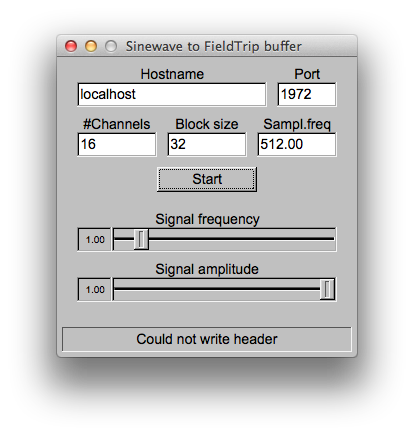 Sinewave to FieldTrip buffer
Hostname Port
localhost 1972
#Channels Block size Sampl.freq
16 32 512.00
Start
Signal frequency
1.00
Signal amplitude
1.00
Could not write header